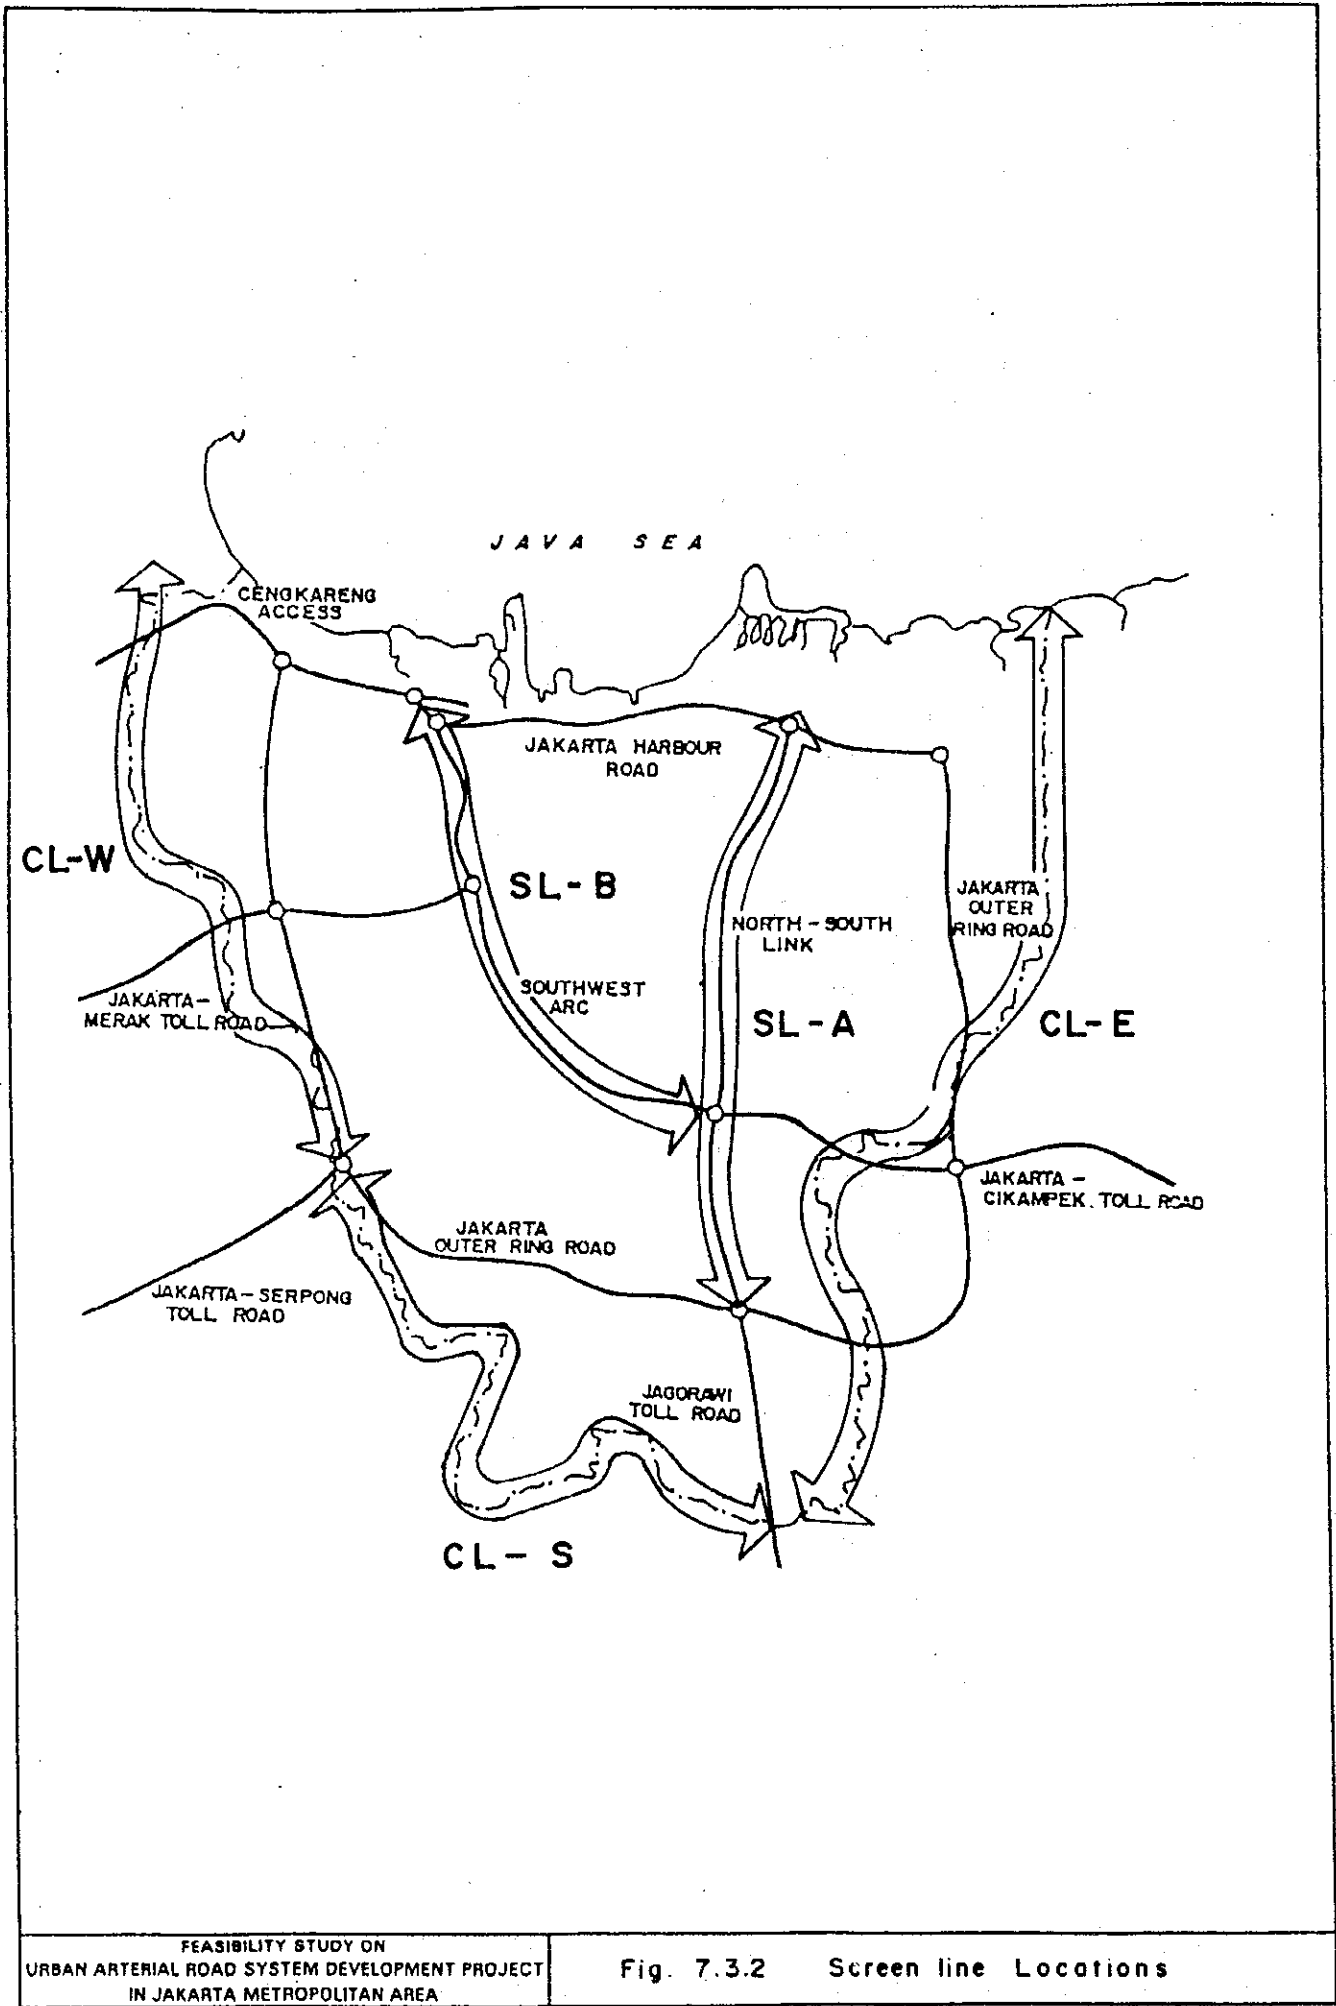 JAVA SEA
CENGKARENG
ACCESS
JAKARTA HARBOUR
ROAD
CL-W
SL-B
JAKARTA
OUTER
RING ROAD
NORTH-SOUTH
LINK
SOUTHWEST
ARC
JAKARTA-
MERAK TOLL ROAD
SL-A
CL-E
JAKARTA -
CIKAMPEK. TOLL ROAD
JAKARTA
OUTER RING ROAD
JAKARTA-SERPONG
TOLL ROAD
JAGORAWI
TOLL ROAD
CL- S
FEASIBILITY STUDY ON
URBAN ARTERIAL ROAD SYSTEM DEVELOPMENT PROJECT
IN JAKARTA METROPOLITAN AREA
Fig. 7.3.2 Screen line Locations